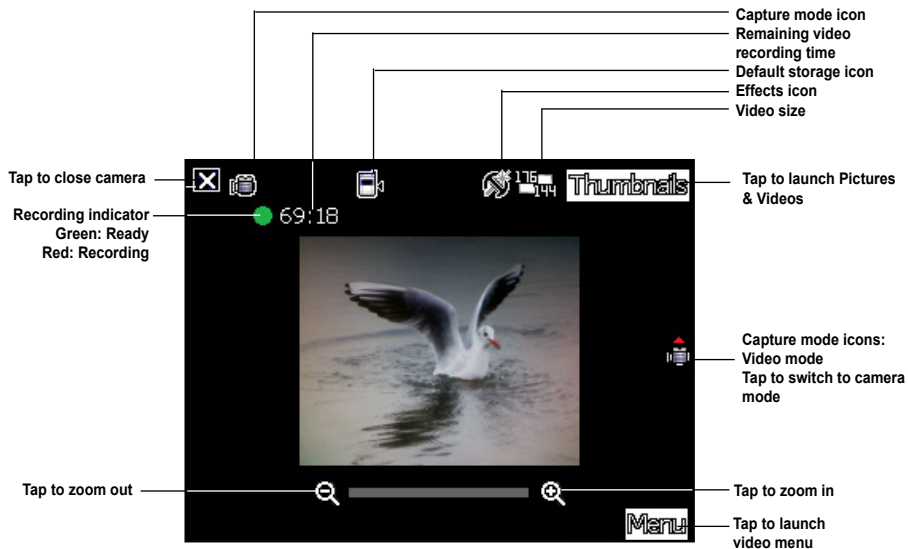 Capture mode icon
Remaining video
recording time
Default storage icon
Effects icon
Video size
Tap to close camera
176
144
Thumbnails
Tap to launch Pictures
& Videos
Recording indicator
Green: Ready
Red: Recording
69:18
Capture mode icons:
Video mode
Tap to switch to camera
mode
Tap to zoom out
Tap to zoom in
Menu
Tap to launch
video menu